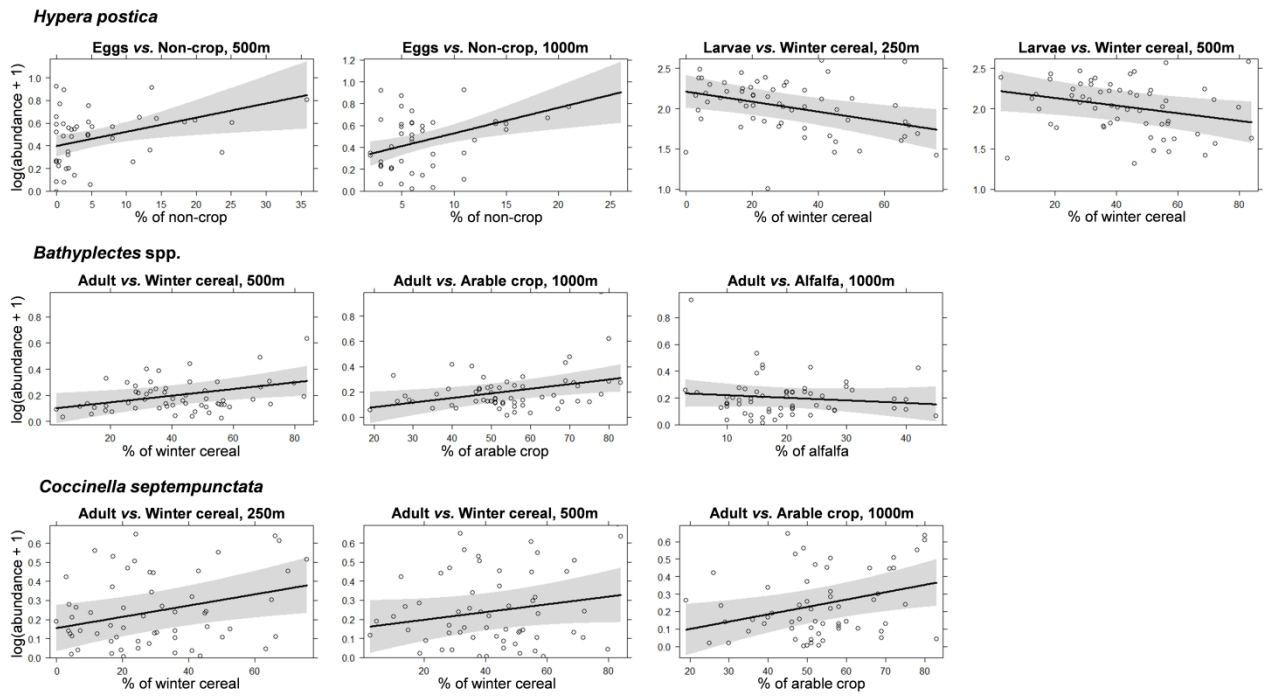 Hypera postica
Eggs vs. Non-crop, 500m
Eggs vs. Non-crop, 1000m
Larvae vs. Winter cereal, 250m
Larvae vs. Winter cereal, 500m
log(abundance + 1)
1.0
0.8
0.6
0.4
0.2
0.0
1.2
1.0
0.8
0.6
0.4
0.2
0.0
2.5
2.0
1.5
1.0
2.5
2.0
1.5
1.0
0 5 10 15 20 25 30 35
5 10 15 20 25
0 20 40 60
20 40 60 80
% of non-crop
% of non-crop
% of winter cereal
% of winter cereal
Bathyplectes spp.
Adult vs. Winter cereal, 500m
Adult vs. Arable crop, 1000m
Adult vs. Alfalfa, 1000m
log(abundance + 1)
0.8
0.6
0.4
0.2
0.0
0.8
0.6
0.4
0.2
0.0
0.8
0.6
0.4
0.2
0.0
20 40 60 80
20 30 40 50 60 70 80
10 20 30 40
% of winter cereal
% of arable crop
% of alfalfa
Coccinella septempunctata
Adult vs. Winter cereal, 250m
Adult vs. Winter cereal, 500m
Adult vs. Arable crop, 1000m
log(abundance + 1)
0.6
0.5
0.4
0.3
0.2
0.1
0.0
0.6
0.5
0.4
0.3
0.2
0.1
0.0
0.6
0.5
0.4
0.3
0.2
0.1
0.0
0 20 40 60
20 40 60 80
20 30 40 50 60 70 80
% of winter cereal
% of winter cereal
% of arable crop